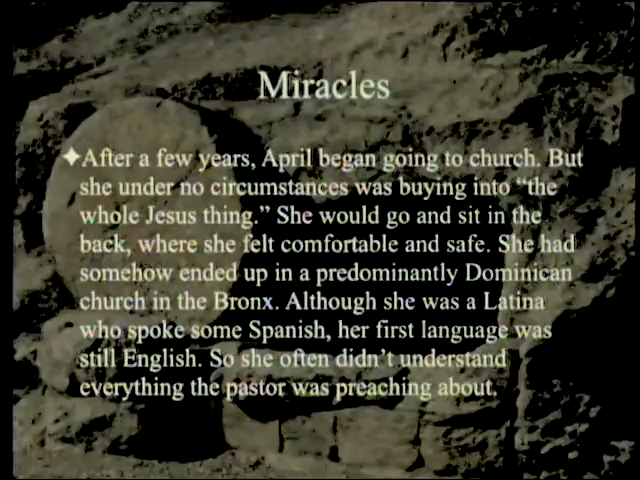 Miracles
✦After a few years, April began going to church. But
she under no circumstances was buying into “the
whole Jesus thing.” She would go and sit in the
back, where she felt comfortable and safe. She had
somehow ended up in a predominantly Dominican
church in the Bronx. Although she was a Latina
who spoke some Spanish, her first language was
still English. So she often didn’t understand
everything the pastor was preaching about.